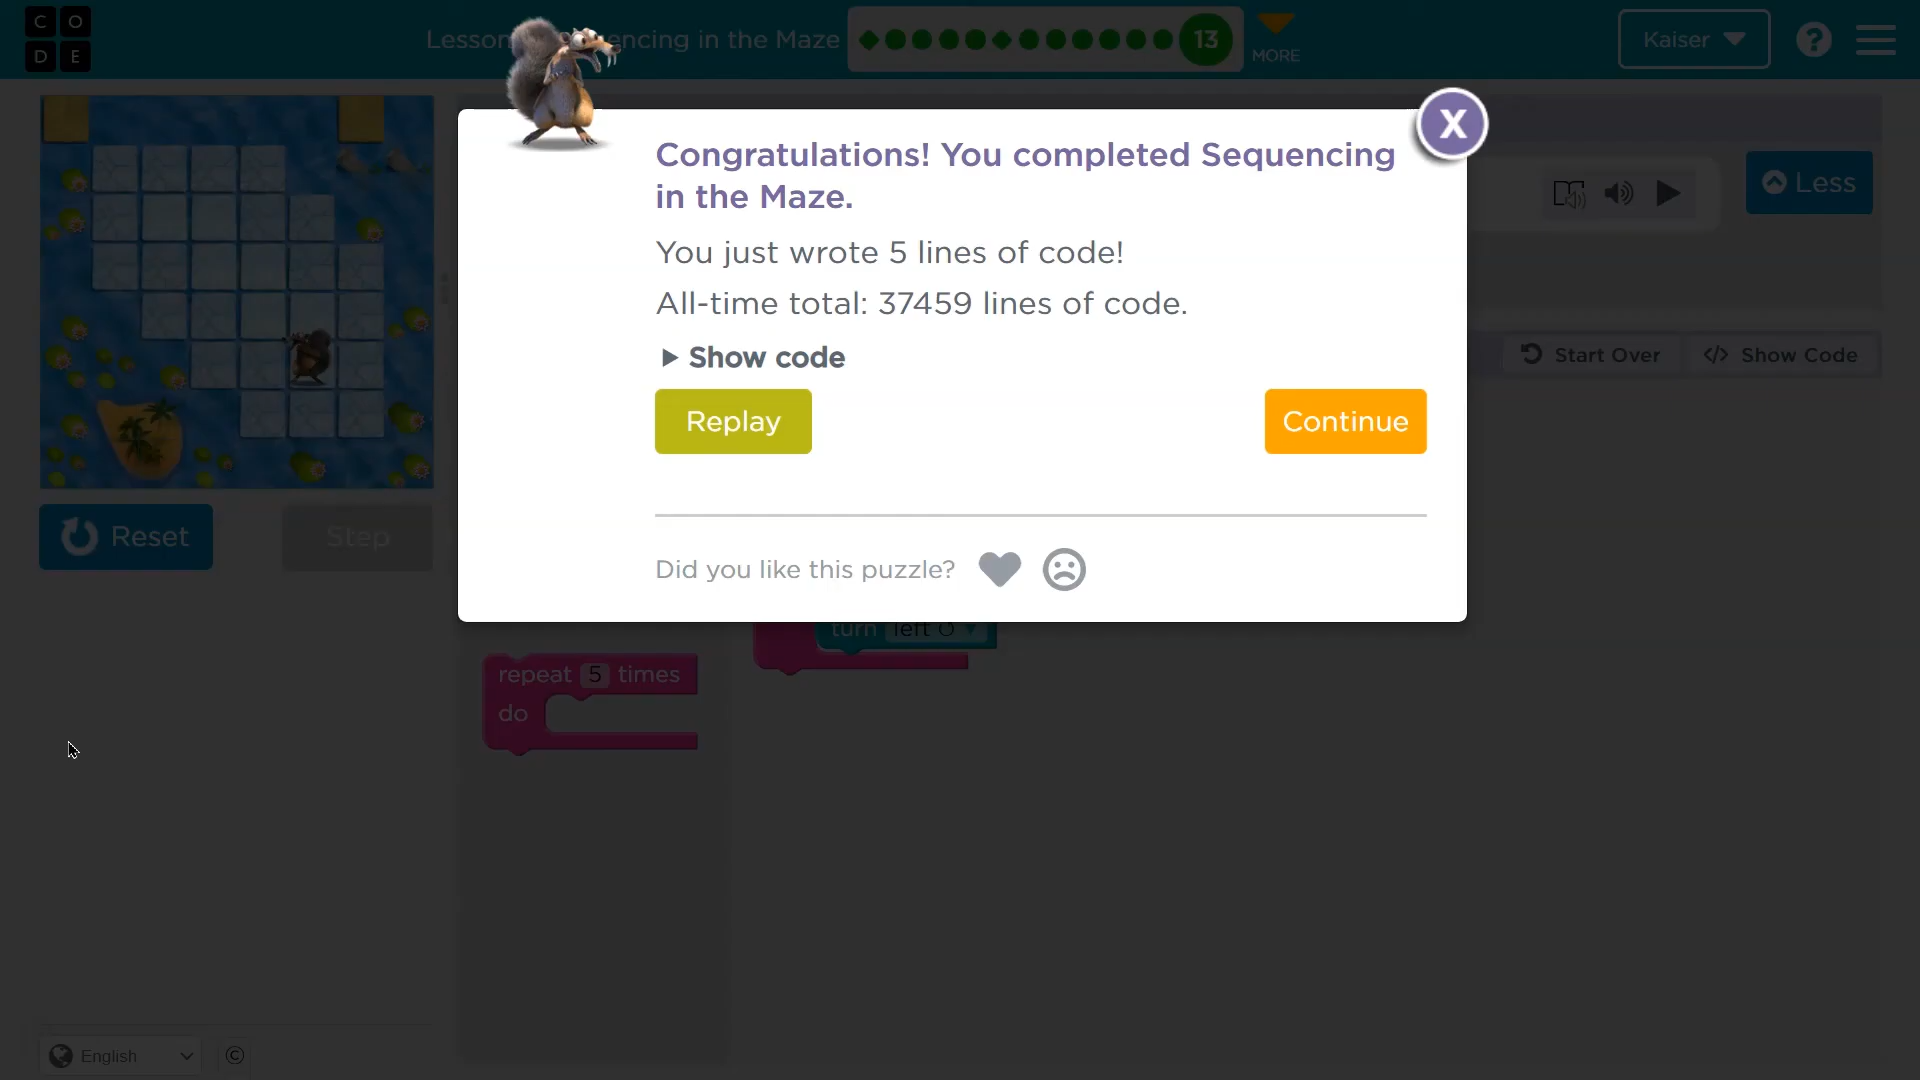 C O
D E
Lesson
encing in the Maze
13
MORE
Kaiser
?
X
Congratulations! You completed Sequencing
in the Maze.
You just wrote 5 lines of code!
All-time total: 37459 lines of code.
Show code
Replay
Continue
Did you like this puzzle?
Less
Start Over
</> Show Code
Reset
Step
turn left
repeat 5 times
do
English
©